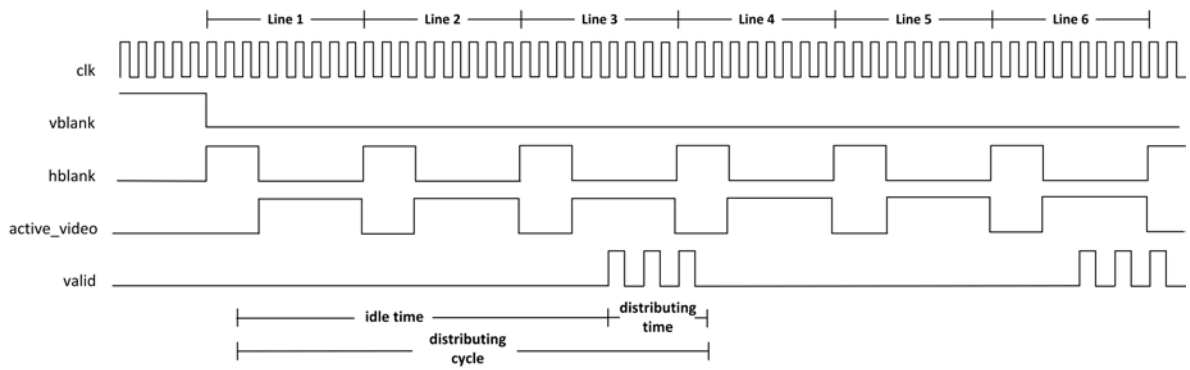 Line 1 Line 2 Line 3 Line 4 Line 5 Line 6
clk
vblank
hblank
active_video
valid
idle time
distributing
time
distributing
cycle